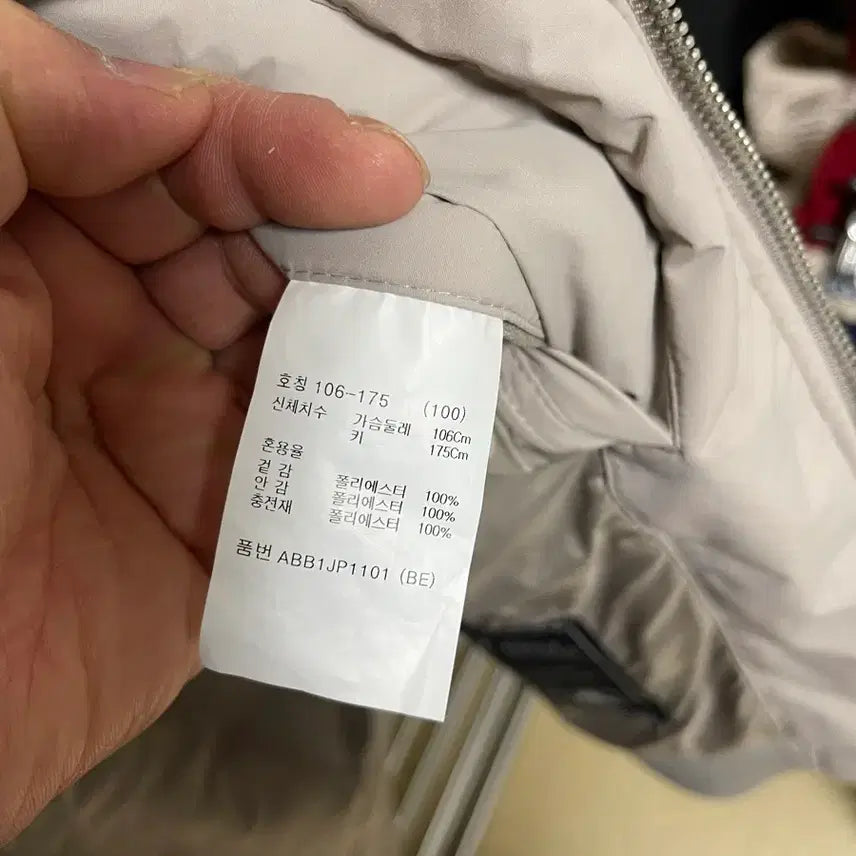 호칭 106-175 (100)
신체치수 가슴둘레 106Cm
키 175Cm
혼용율
겉 감 폴리에스터 100%
안 감 폴리에스터 100%
충전재 폴리에스터 100%
품번 ABB1JP1101 (BE)